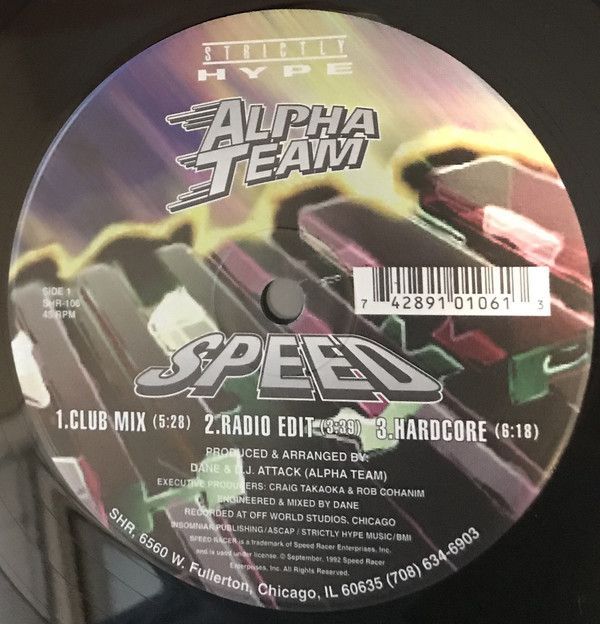 STRICTLY
HYPE
ALPHA
TEAM
SIDE 1
SHR-106
45 RPM
7 42891 01061 3
SPEED
1.CLUB MIX (5:28) 2.RADIO EDIT (3:39) 3.HARDCORE (6:18)
PRODUCED & ARRANGED BY:
DANE & D.J. ATTACK (ALPHA TEAM)
EXECUTIVE PRODUCERS: CRAIG TAKAOKA & ROB COHANIM
ENGINEERED & MIXED BY DANE
RECORDED AT OFF WORLD STUDIOS, CHICAGO
INSOMNIAK PUBLISHING/ASCAP / STRICTLY HYPE MUSIC/BMI
SPEED RACER is a trademark of Speed Racer Enterprises, Inc.
and is used under license. © September, 1992 Speed Racer
Enterprises, Inc. All Rights Reserved.
SHR, 6560 W. Fullerton, Chicago, IL 60635 (708) 634-6903